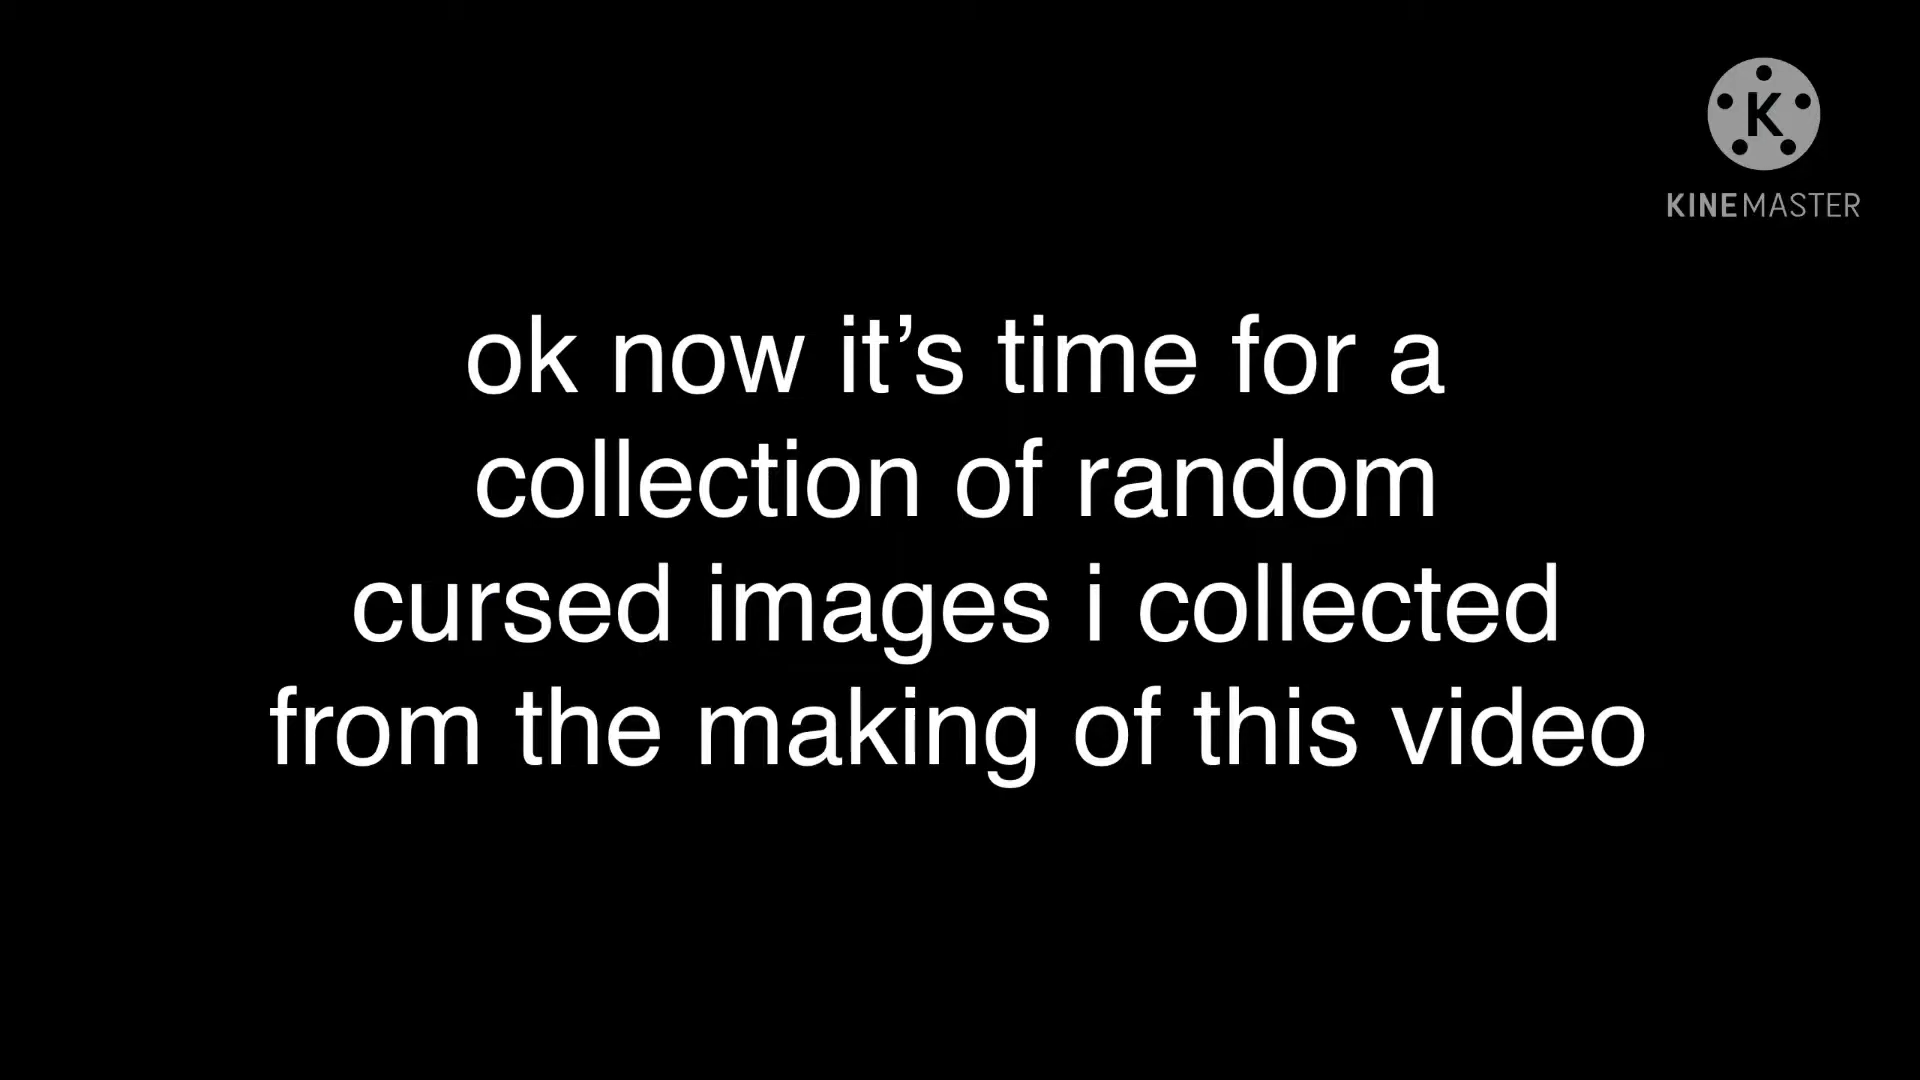 K
KINEMASTER
ok now it’s time for a
collection of random
cursed images i collected
from the making of this video